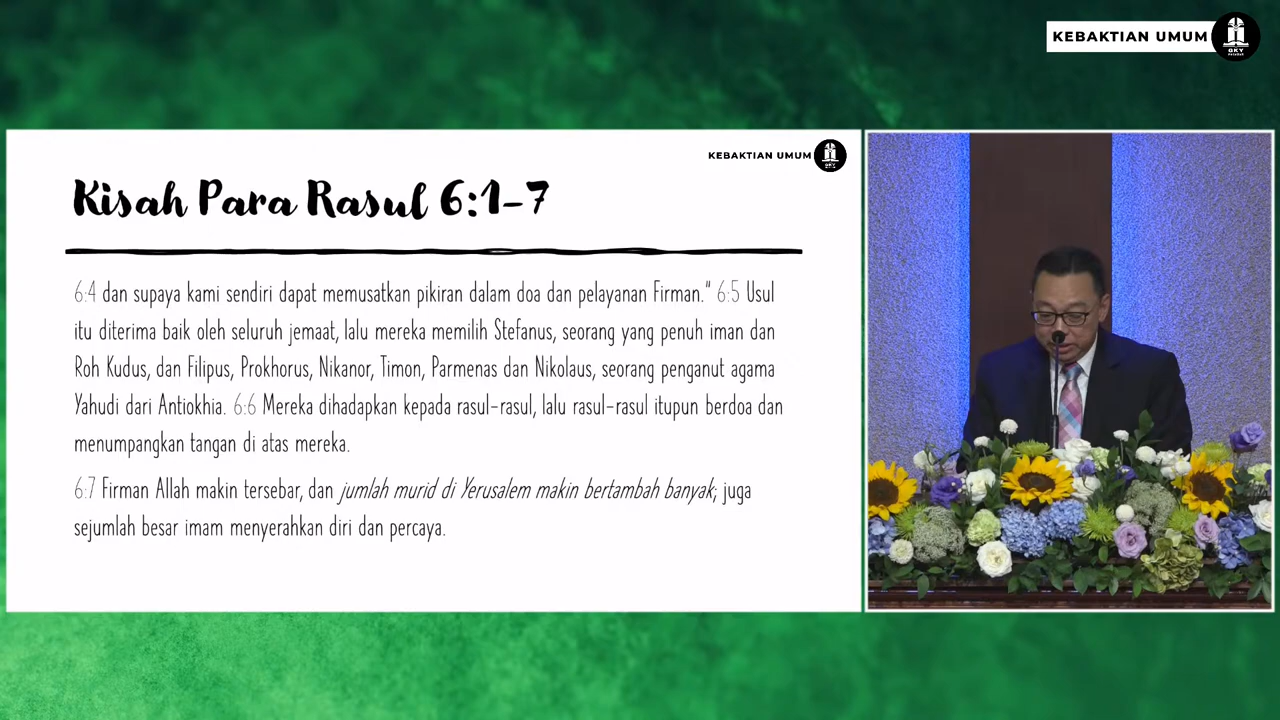 KEBAKTIAN UMUM
GKY
KEBAKTIAN UMUM
GKY
Kisah Para Rasul 6:1-7
6:4 dan supaya kami sendiri dapat memusatkan pikiran dalam doa dan pelayanan Firman." 6:5 Usul
itu diterima baik oleh seluruh jemaat, lalu mereka memilih Stefanus, seorang yang penuh iman dan
Roh Kudus, dan Filipus, Prokhorus, Nikanor, Timon, Parmenas dan Nikolaus, seorang penganut agama
Yahudi dari Antiokhia. 6:6 Mereka dihadapkan kepada rasul-rasul, lalu rasul-rasul itupun berdoa dan
menumpangkan tangan di atas mereka.
6:7 Firman Allah makin tersebar, dan jumlah murid di Yerusalem makin bertambah banyak; juga
sejumlah besar imam menyerahkan diri dan percaya.